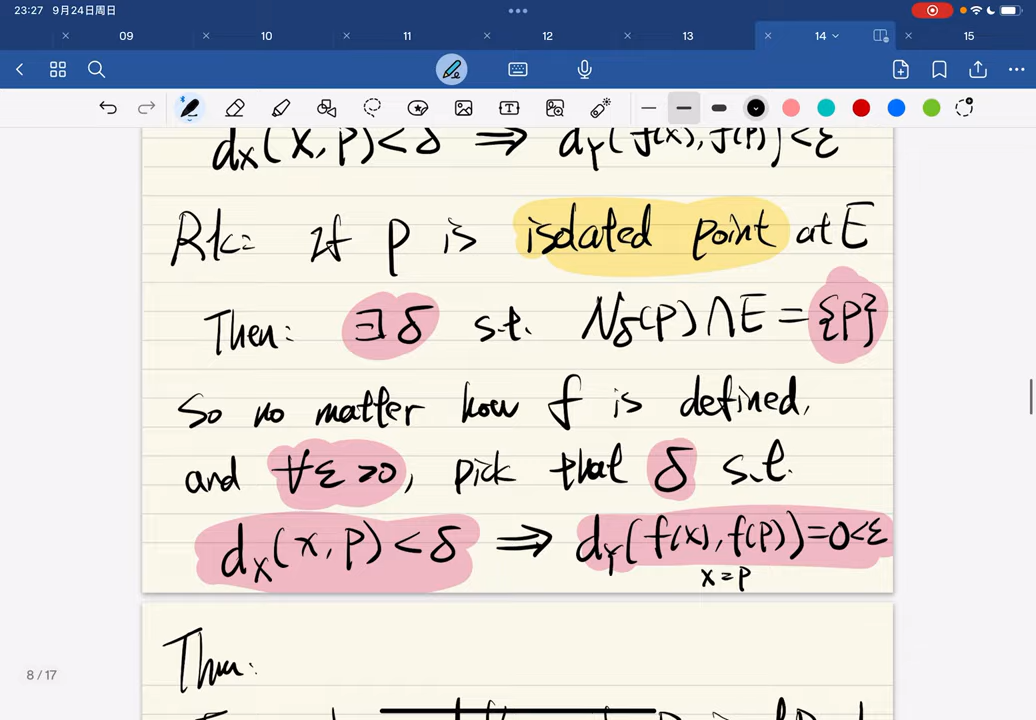 23:27 9月24日周日
09 10 11 12 13 14 15
dx(x,p)<δ ⇒ dY(f(x),f(p))<ε
Rk: If p is isolated point at E
Then: ∃δ s.t. Nδ(p)∩E = {p}
So no matter how f is defined,
and ∀ε>0, pick that δ s.t.
dx(x,p)<δ ⇒ dY(f(x),f(p))=0<ε
x=p
Thm:
8 / 17